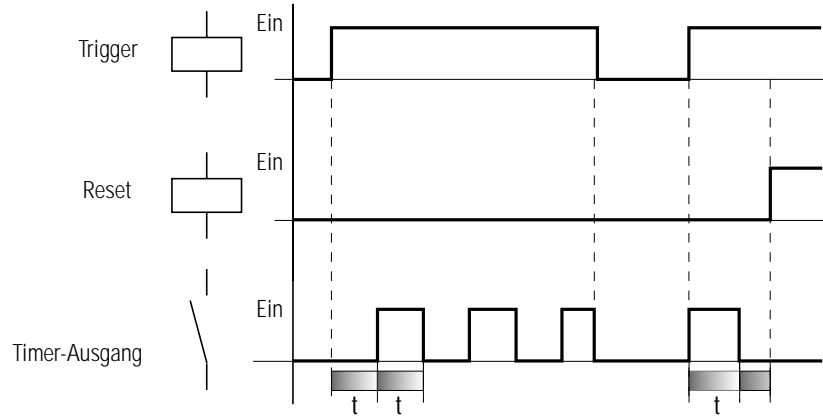 Ein
Trigger
Ein
Reset
Ein
Timer-Ausgang
t t t